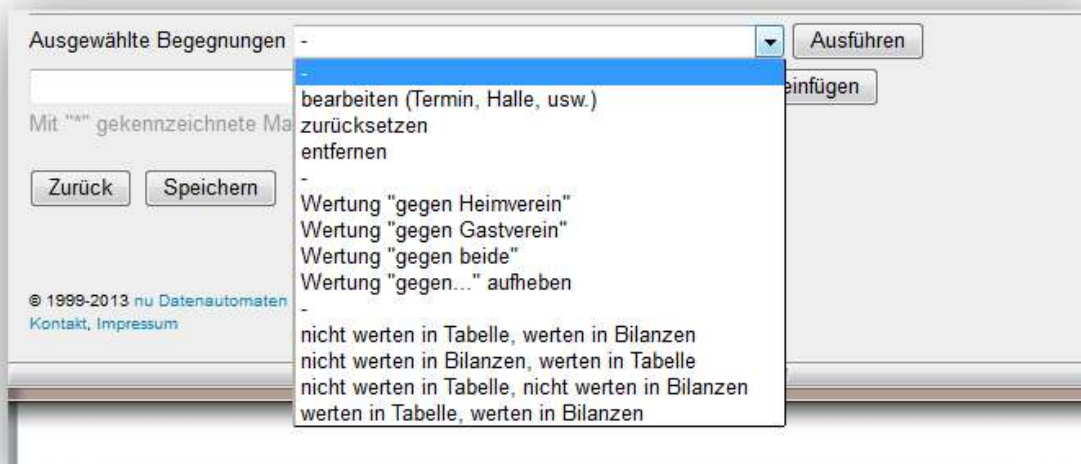 Ausgewählte Begegnungen - Ausführen
-
bearbeiten (Termin, Halle, usw.)
zurücksetzen
entfernen
-
Wertung "gegen Heimverein"
Wertung "gegen Gastverein"
Wertung "gegen beide"
Wertung "gegen..." aufheben
-
nicht werten in Tabelle, werten in Bilanzen
nicht werten in Bilanzen, werten in Tabelle
nicht werten in Tabelle, nicht werten in Bilanzen
werten in Tabelle, werten in Bilanzen
einfügen
Mit "*" gekennzeichnete Ma
Zurück Speichern
© 1999-2013 nu Datenautomaten
Kontakt, Impressum